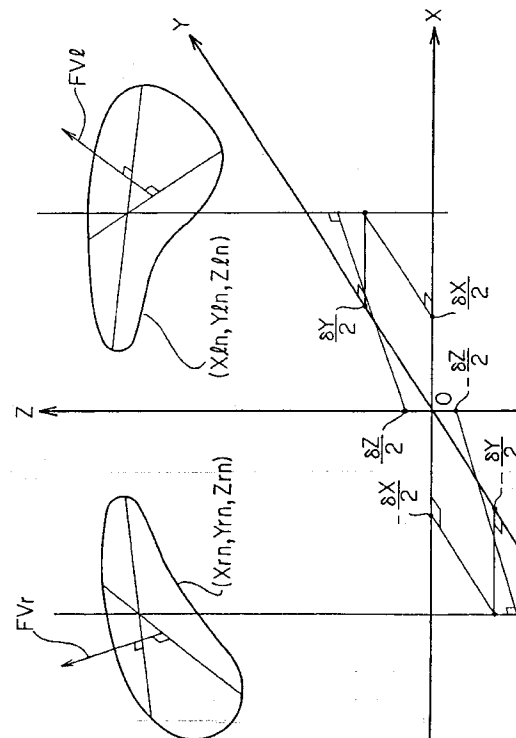 FVℓ
Y
X
(Xℓn, Yℓn, Zℓn)
δY/2
δX/2
Z
O
δZ/2
-δZ/2
-δX/2
-δY/2
(Xrn, Yrn, Zrn)
FVr